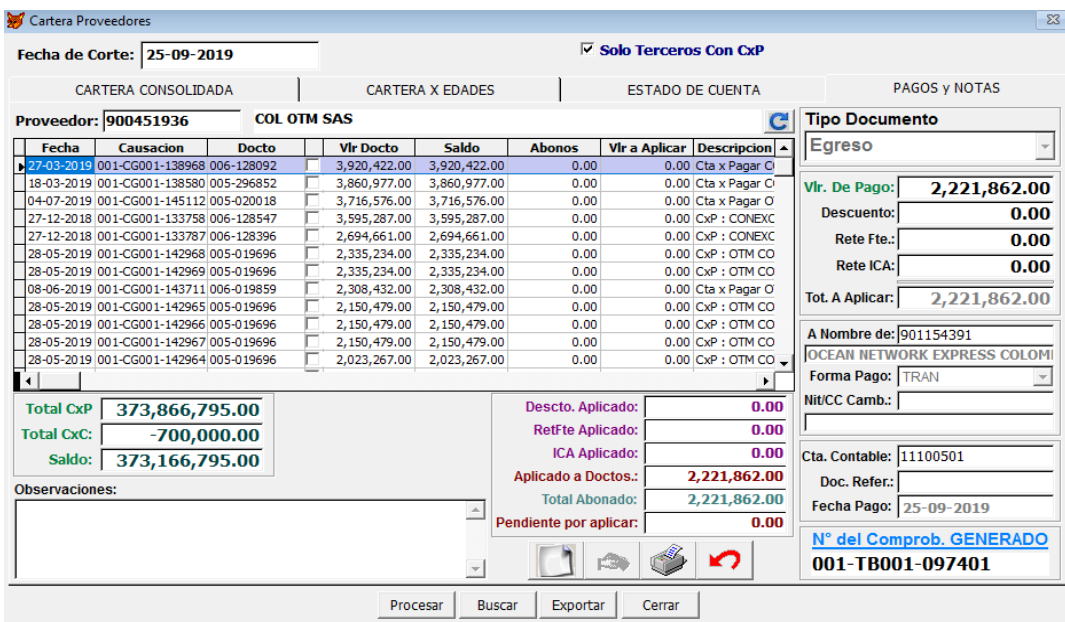 Cartera Proveedores
Fecha de Corte: 25-09-2019 Solo Terceros Con CxP
CARTERA CONSOLIDADA CARTERA X EDADES ESTADO DE CUENTA PAGOS y NOTAS
Proveedor: 900451936 COL OTM SAS
Fecha Causacion Docto Vlr Docto Saldo Abonos Vlr a Aplicar Descripcion
27-03-2019 001-CG001-138968 006-128092 3,920,422.00 3,920,422.00 0.00 0.00 Cta x Pagar C
18-03-2019 001-CG001-138580 005-296852 3,860,977.00 3,860,977.00 0.00 0.00 Cta x Pagar C
04-07-2019 001-CG001-145112 005-020018 3,716,576.00 3,716,576.00 0.00 0.00 Cta x Pagar O
27-12-2018 001-CG001-133758 006-128547 3,595,287.00 3,595,287.00 0.00 0.00 CxP : CONEXC
27-12-2018 001-CG001-133787 006-128396 2,694,661.00 2,694,661.00 0.00 0.00 CxP : CONEXC
28-05-2019 001-CG001-142968 005-019696 2,335,234.00 2,335,234.00 0.00 0.00 CxP : OTM CO
28-05-2019 001-CG001-142969 005-019696 2,335,234.00 2,335,234.00 0.00 0.00 CxP : OTM CO
08-06-2019 001-CG001-143711 006-019859 2,308,432.00 2,308,432.00 0.00 0.00 Cta x Pagar O
28-05-2019 001-CG001-142965 005-019696 2,150,479.00 2,150,479.00 0.00 0.00 CxP : OTM CO
28-05-2019 001-CG001-142966 005-019696 2,150,479.00 2,150,479.00 0.00 0.00 CxP : OTM CO
28-05-2019 001-CG001-142967 005-019696 2,150,479.00 2,150,479.00 0.00 0.00 CxP : OTM CO
28-05-2019 001-CG001-142964 005-019696 2,023,267.00 2,023,267.00 0.00 0.00 CxP : OTM CO
Total CxP 373,866,795.00
Total CxC: -700,000.00
Saldo: 373,166,795.00
Observaciones:
Descto. Aplicado: 0.00
RetFte Aplicado: 0.00
ICA Aplicado: 0.00
Aplicado a Doctos.: 2,221,862.00
Total Abonado: 2,221,862.00
Pendiente por aplicar: 0.00
Tipo Documento
Egreso
Vlr. De Pago: 2,221,862.00
Descuento: 0.00
Rete Fte.: 0.00
Rete ICA: 0.00
Tot. A Aplicar: 2,221,862.00
A Nombre de: 901154391
OCEAN NETWORK EXPRESS COLOMI
Forma Pago: TRAN
Nit/CC Camb.:
Cta. Contable: 11100501
Doc. Refer.:
Fecha Pago: 25-09-2019
N° del Comprob. GENERADO
001-TB001-097401
Procesar Buscar Exportar Cerrar